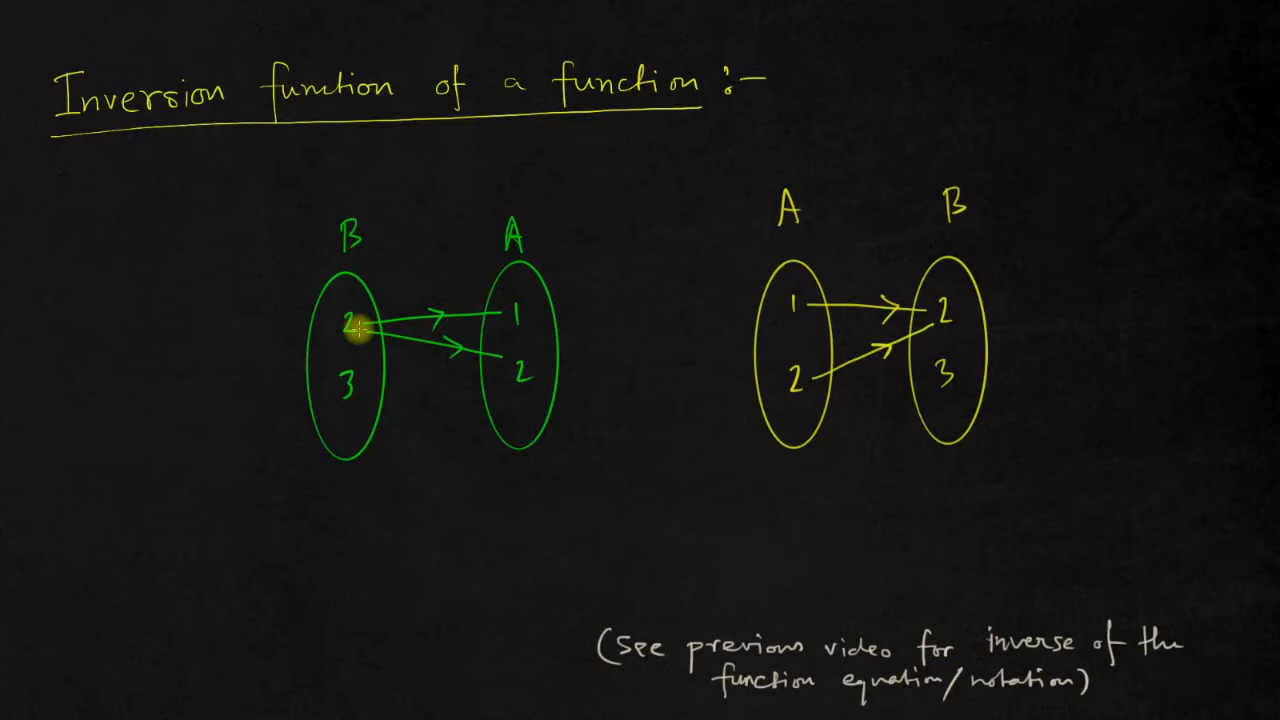 Inversion function of a function :-
B A
A B
2 1
3 2
1 2
2 3
(See previous video for inverse of the
function equation/notation)